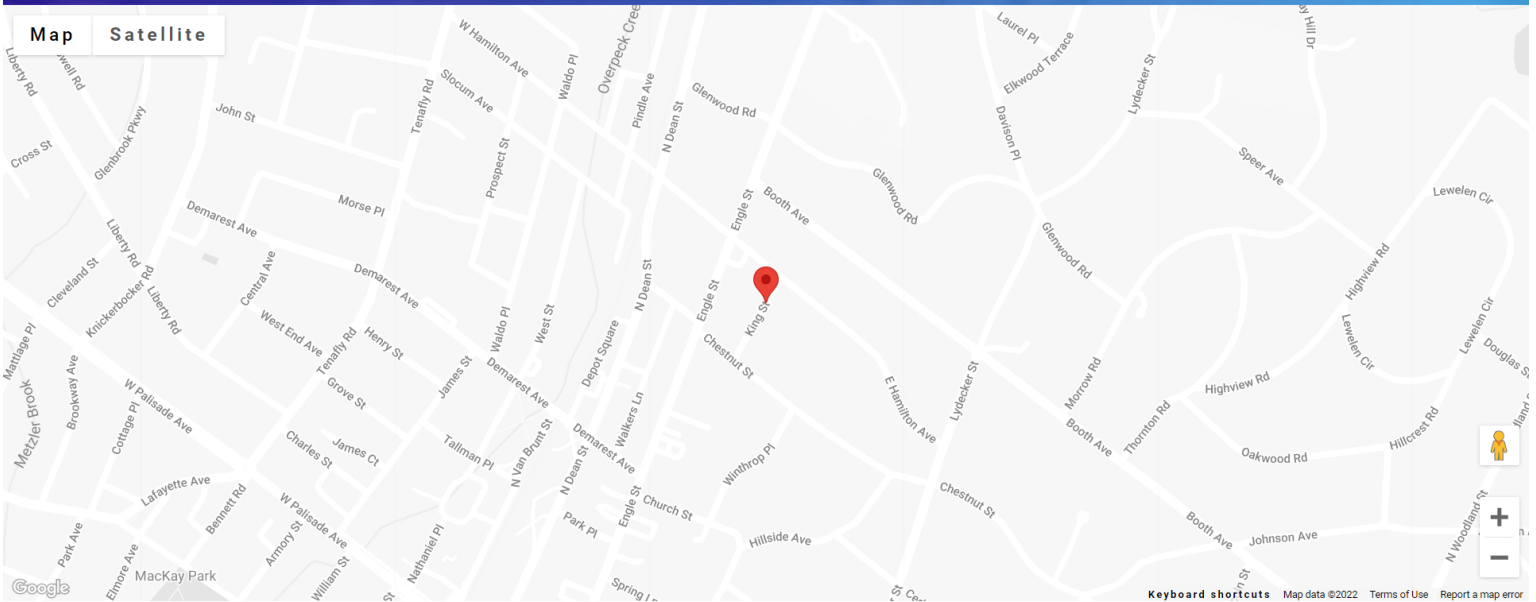 Map
Satellite
W Hamilton Ave
Waldo Pl
Overpeck Cree
Laurel Pl
Elkwood Terrace
ay Hill Dr
Liberty Rd
well Rd
Slocum Ave
Tenafly Rd
Pindle Ave
N Dean St
Glenwood Rd
Lydecker St
John St
Glenbrook Pkwy
Cross St
Davison Pl
Prospect St
Speer Ave
Glenwood Rd
Lewelen Cir
Morse Pl
Demarest Ave
Engle St
Booth Ave
Liberty Rd
Glenwood Rd
Cleveland St
Knickerbocker Rd
Central Ave
Demarest Ave
N Dean St
Highview Rd
Liberty Rd
Engle St
King St
Waldo Pl
West St
West End Ave
Tenafly Rd
Henry St
Lewelen Cir
Lewelen Cir
Mattlage Pl
Depot Square
Chestnut St
Douglas S
Brookway Ave
James St
Demarest Ave
Metzler Brook
W Palisade Ave
Grove St
Lydecker St
Morrow Rd
Highview Rd
E Hamilton Ave
Cottage Pl
Walkers Ln
Thornton Rd
Hillcrest Rd
Charles St
James Ct
Tallman Pl
N Van Brunt St
Demarest Ave
Booth Ave
Oakwood Rd
Winthrop Pl
N Dean St
Lafayette Ave
Bennett Rd
W Palisade Ave
Engle St
Church St
Chestnut St
Park Pl
Booth Ave
N Woodland St
Hillside Ave
Johnson Ave
Park Ave
Armory St
Nathaniel Pl
Elmore Ave
MacKay Park
William St
Spring L
Google
Keyboard shortcuts
Map data ©2022
Terms of Use
Report a map error